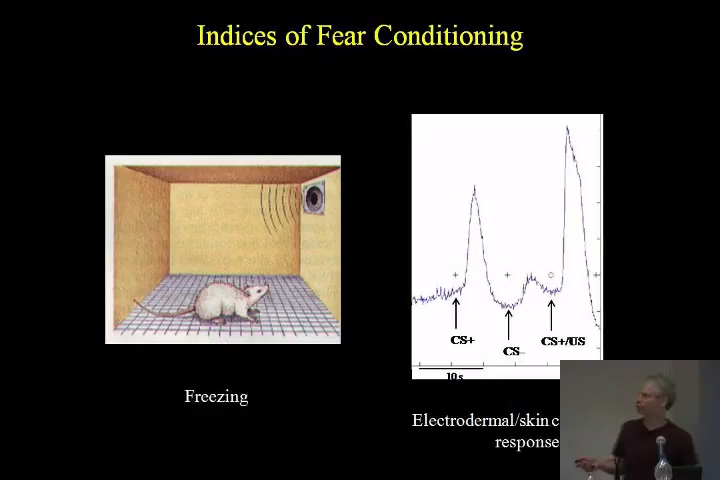 Indices of Fear Conditioning
CS+
CS-
CS+/US
10 s
Freezing
Electrodermal/skin c
response